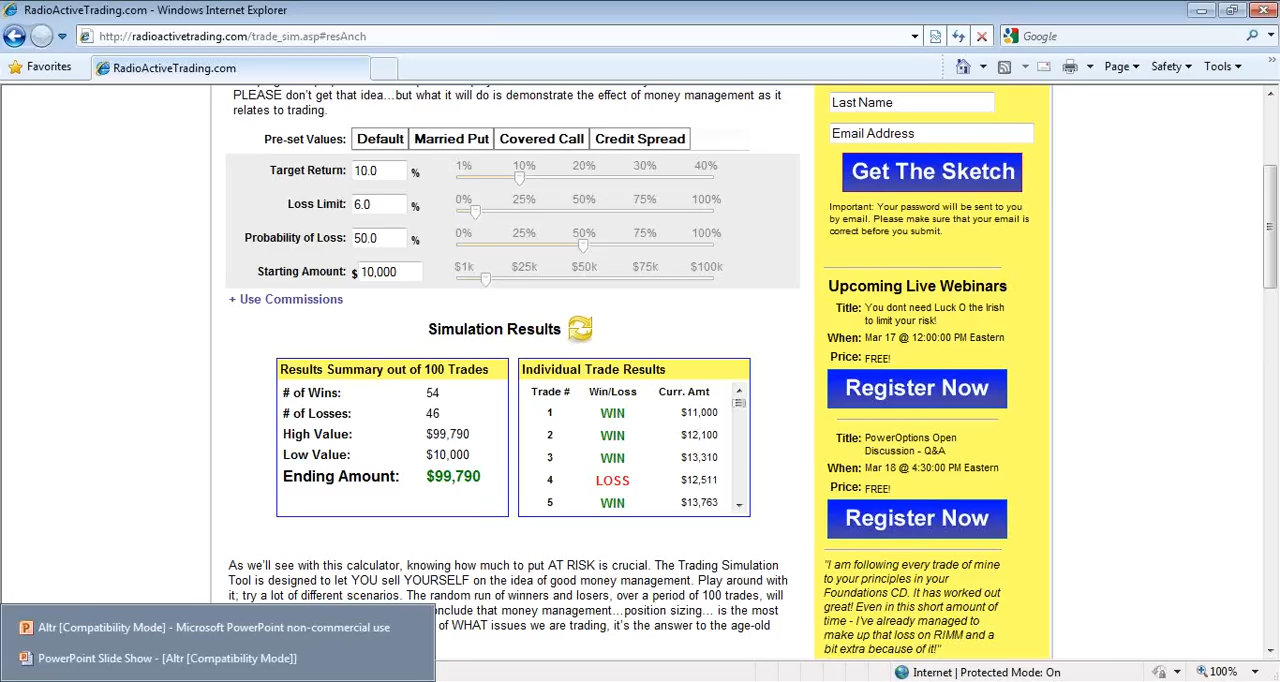 RadioActiveTrading.com - Windows Internet Explorer
http://radioactivetrading.com/trade_sim.asp#resAnch
Google
Favorites
RadioActiveTrading.com
Page
Safety
Tools
PLEASE don't get that idea…but what it will do is demonstrate the effect of money management as it
relates to trading.
Pre-set Values: Default Married Put Covered Call Credit Spread
Target Return: 10.0 % 1% 10% 20% 30% 40%
Loss Limit: 6.0 % 0% 25% 50% 75% 100%
Probability of Loss: 50.0 % 0% 25% 50% 75% 100%
Starting Amount: $ 10,000 $1k $25k $50k $75k $100k
+ Use Commissions
Simulation Results
Results Summary out of 100 Trades
# of Wins: 54
# of Losses: 46
High Value: $99,790
Low Value: $10,000
Ending Amount: $99,790
Individual Trade Results
Trade # Win/Loss Curr. Amt
1 WIN $11,000
2 WIN $12,100
3 WIN $13,310
4 LOSS $12,511
5 WIN $13,763
As we'll see with this calculator, knowing how much to put AT RISK is crucial. The Trading Simulation
Tool is designed to let YOU sell YOURSELF on the idea of good money management. Play around with
it; try a lot of different scenarios. The random run of winners and losers, over a period of 100 trades, will
nclude that money management…position sizing… is the most
of WHAT issues we are trading, it's the answer to the age-old
Last Name
Email Address
Get The Sketch
Important: Your password will be sent to you
by email. Please make sure that your email is
correct before you submit.
Upcoming Live Webinars
Title: You dont need Luck O the Irish
to limit your risk!
When: Mar 17 @ 12:00:00 PM Eastern
Price: FREE!
Register Now
Title: PowerOptions Open
Discussion - Q&A
When: Mar 18 @ 4:30:00 PM Eastern
Price: FREE!
Register Now
"I am following every trade of mine
to your principles in your
Foundations CD. It has worked out
great! Even in this short amount of
time - I've already managed to
make up that loss on RIMM and a
bit extra because of it!"
Altr [Compatibility Mode] - Microsoft PowerPoint non-commercial use
PowerPoint Slide Show - [Altr [Compatibility Mode]]
Internet | Protected Mode: On
100%